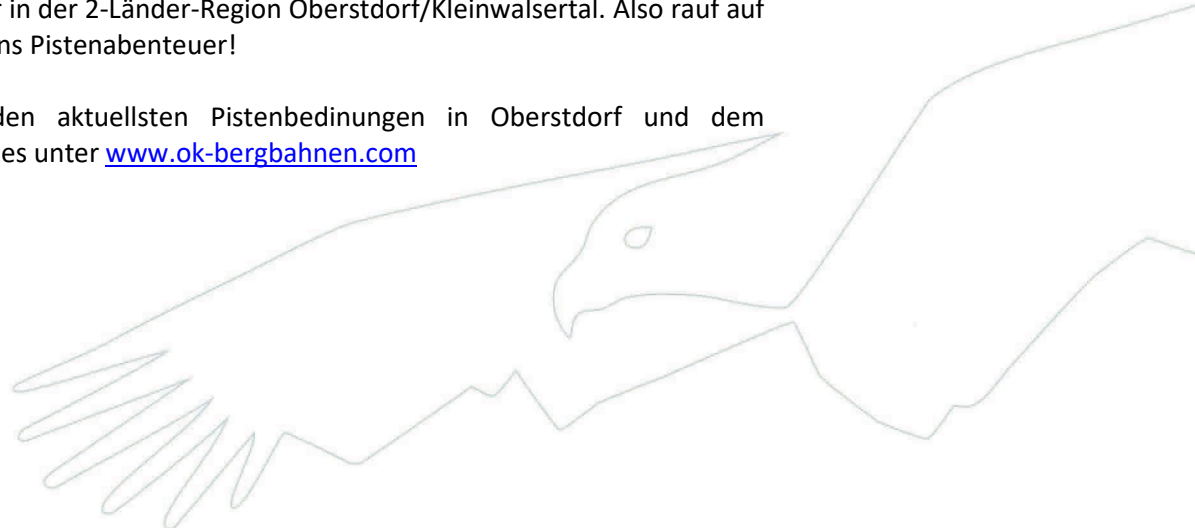 in der 2-Länder-Region Oberstdorf/Kleinwalsertal. Also rauf auf
ns Pistenabenteuer!
den aktuellsten Pistenbedinungen in Oberstdorf und dem
es unter www.ok-bergbahnen.com